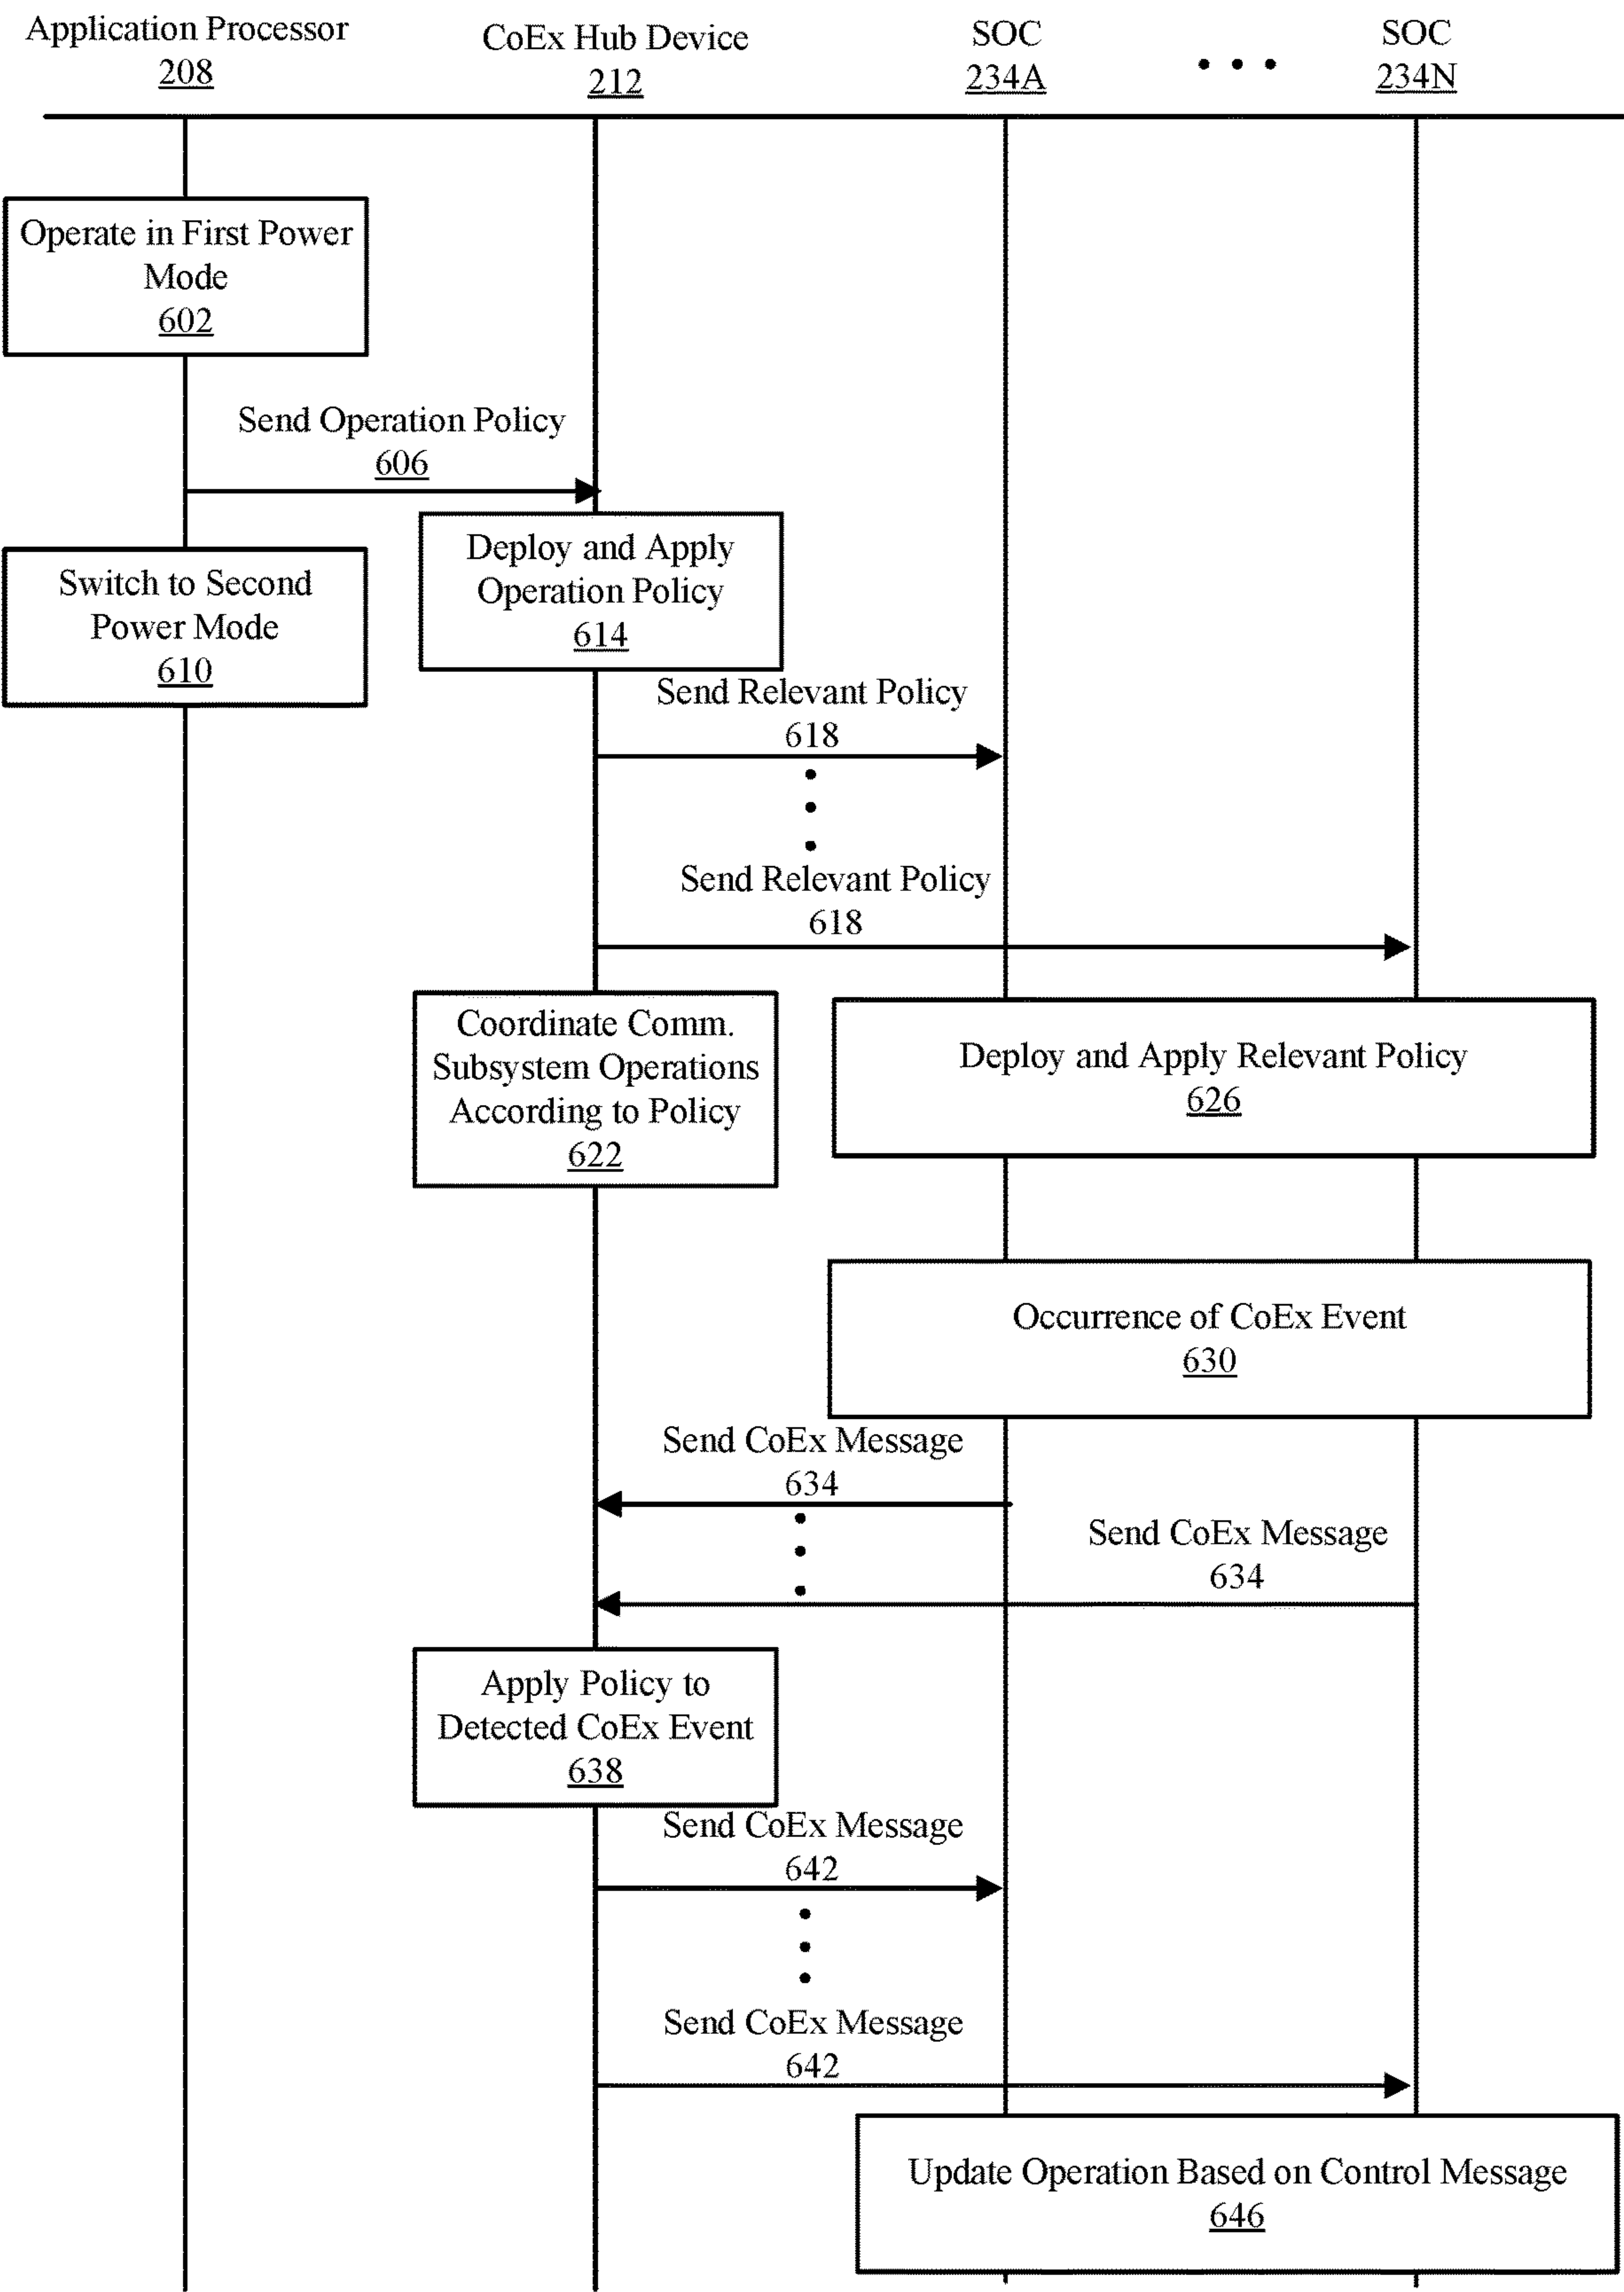 Application Processor
208
CoEx Hub Device
212
SOC
234A
• • •
SOC
234N
Operate in First Power
Mode
602
Send Operation Policy
606
Deploy and Apply
Operation Policy
614
Switch to Second
Power Mode
610
Send Relevant Policy
618
Send Relevant Policy
618
Coordinate Comm.
Subsystem Operations
According to Policy
622
Deploy and Apply Relevant Policy
626
Occurrence of CoEx Event
630
Send CoEx Message
634
Send CoEx Message
634
Apply Policy to
Detected CoEx Event
638
Send CoEx Message
642
Send CoEx Message
642
Update Operation Based on Control Message
646